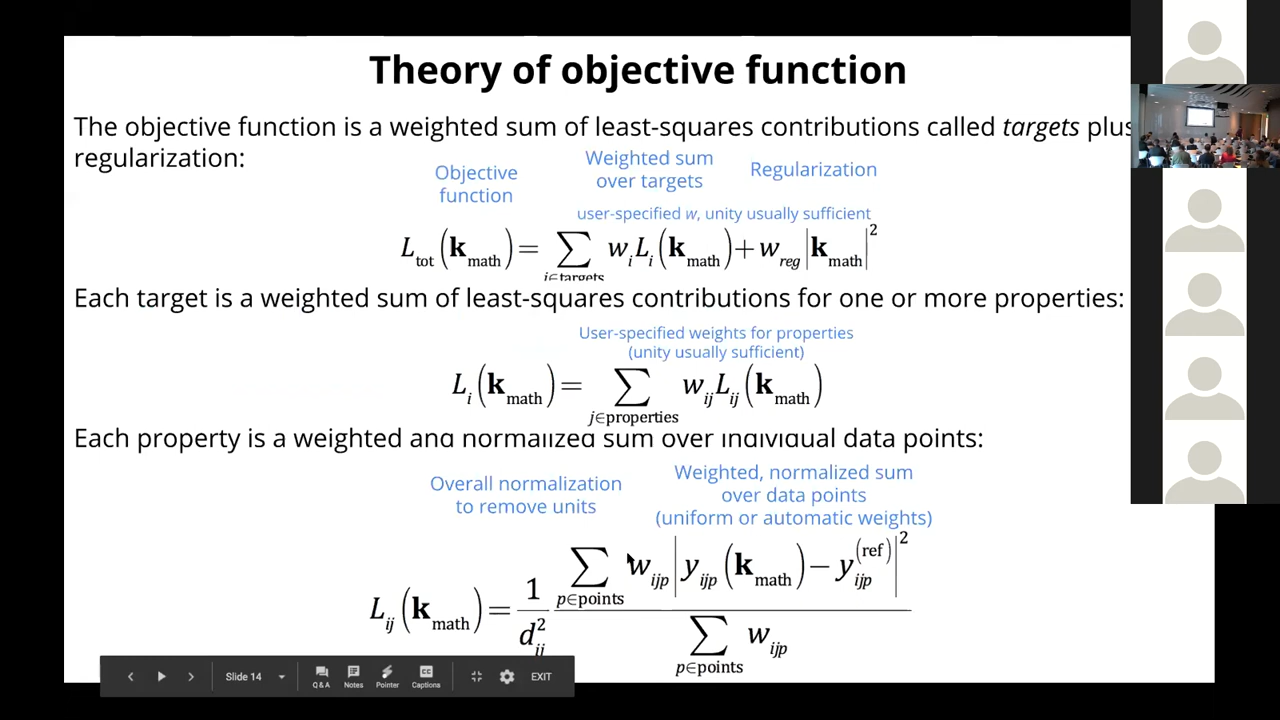 Theory of objective function
The objective function is a weighted sum of least-squares contributions called targets plus
regularization:
Objective
function
Weighted sum
over targets
Regularization
user-specified w, unity usually sufficient
L_tot(k_math) = ∑_{i∈targets} w_i L_i(k_math) + w_reg |k_math|²
Each target is a weighted sum of least-squares contributions for one or more properties:
User-specified weights for properties
(unity usually sufficient)
L_i(k_math) = ∑_{j∈properties} w_ij L_ij(k_math)
Each property is a weighted and normalized sum over individual data points:
Overall normalization
to remove units
Weighted, normalized sum
over data points
(uniform or automatic weights)
L_ij(k_math) = 1/d_ij² ∑_{p∈points} w_ijp |y_ijp(k_math) − y_ijp^(ref)|² / ∑_{p∈points} w_ijp
Slide 14
Q&A
Notes
Pointer
Captions
EXIT